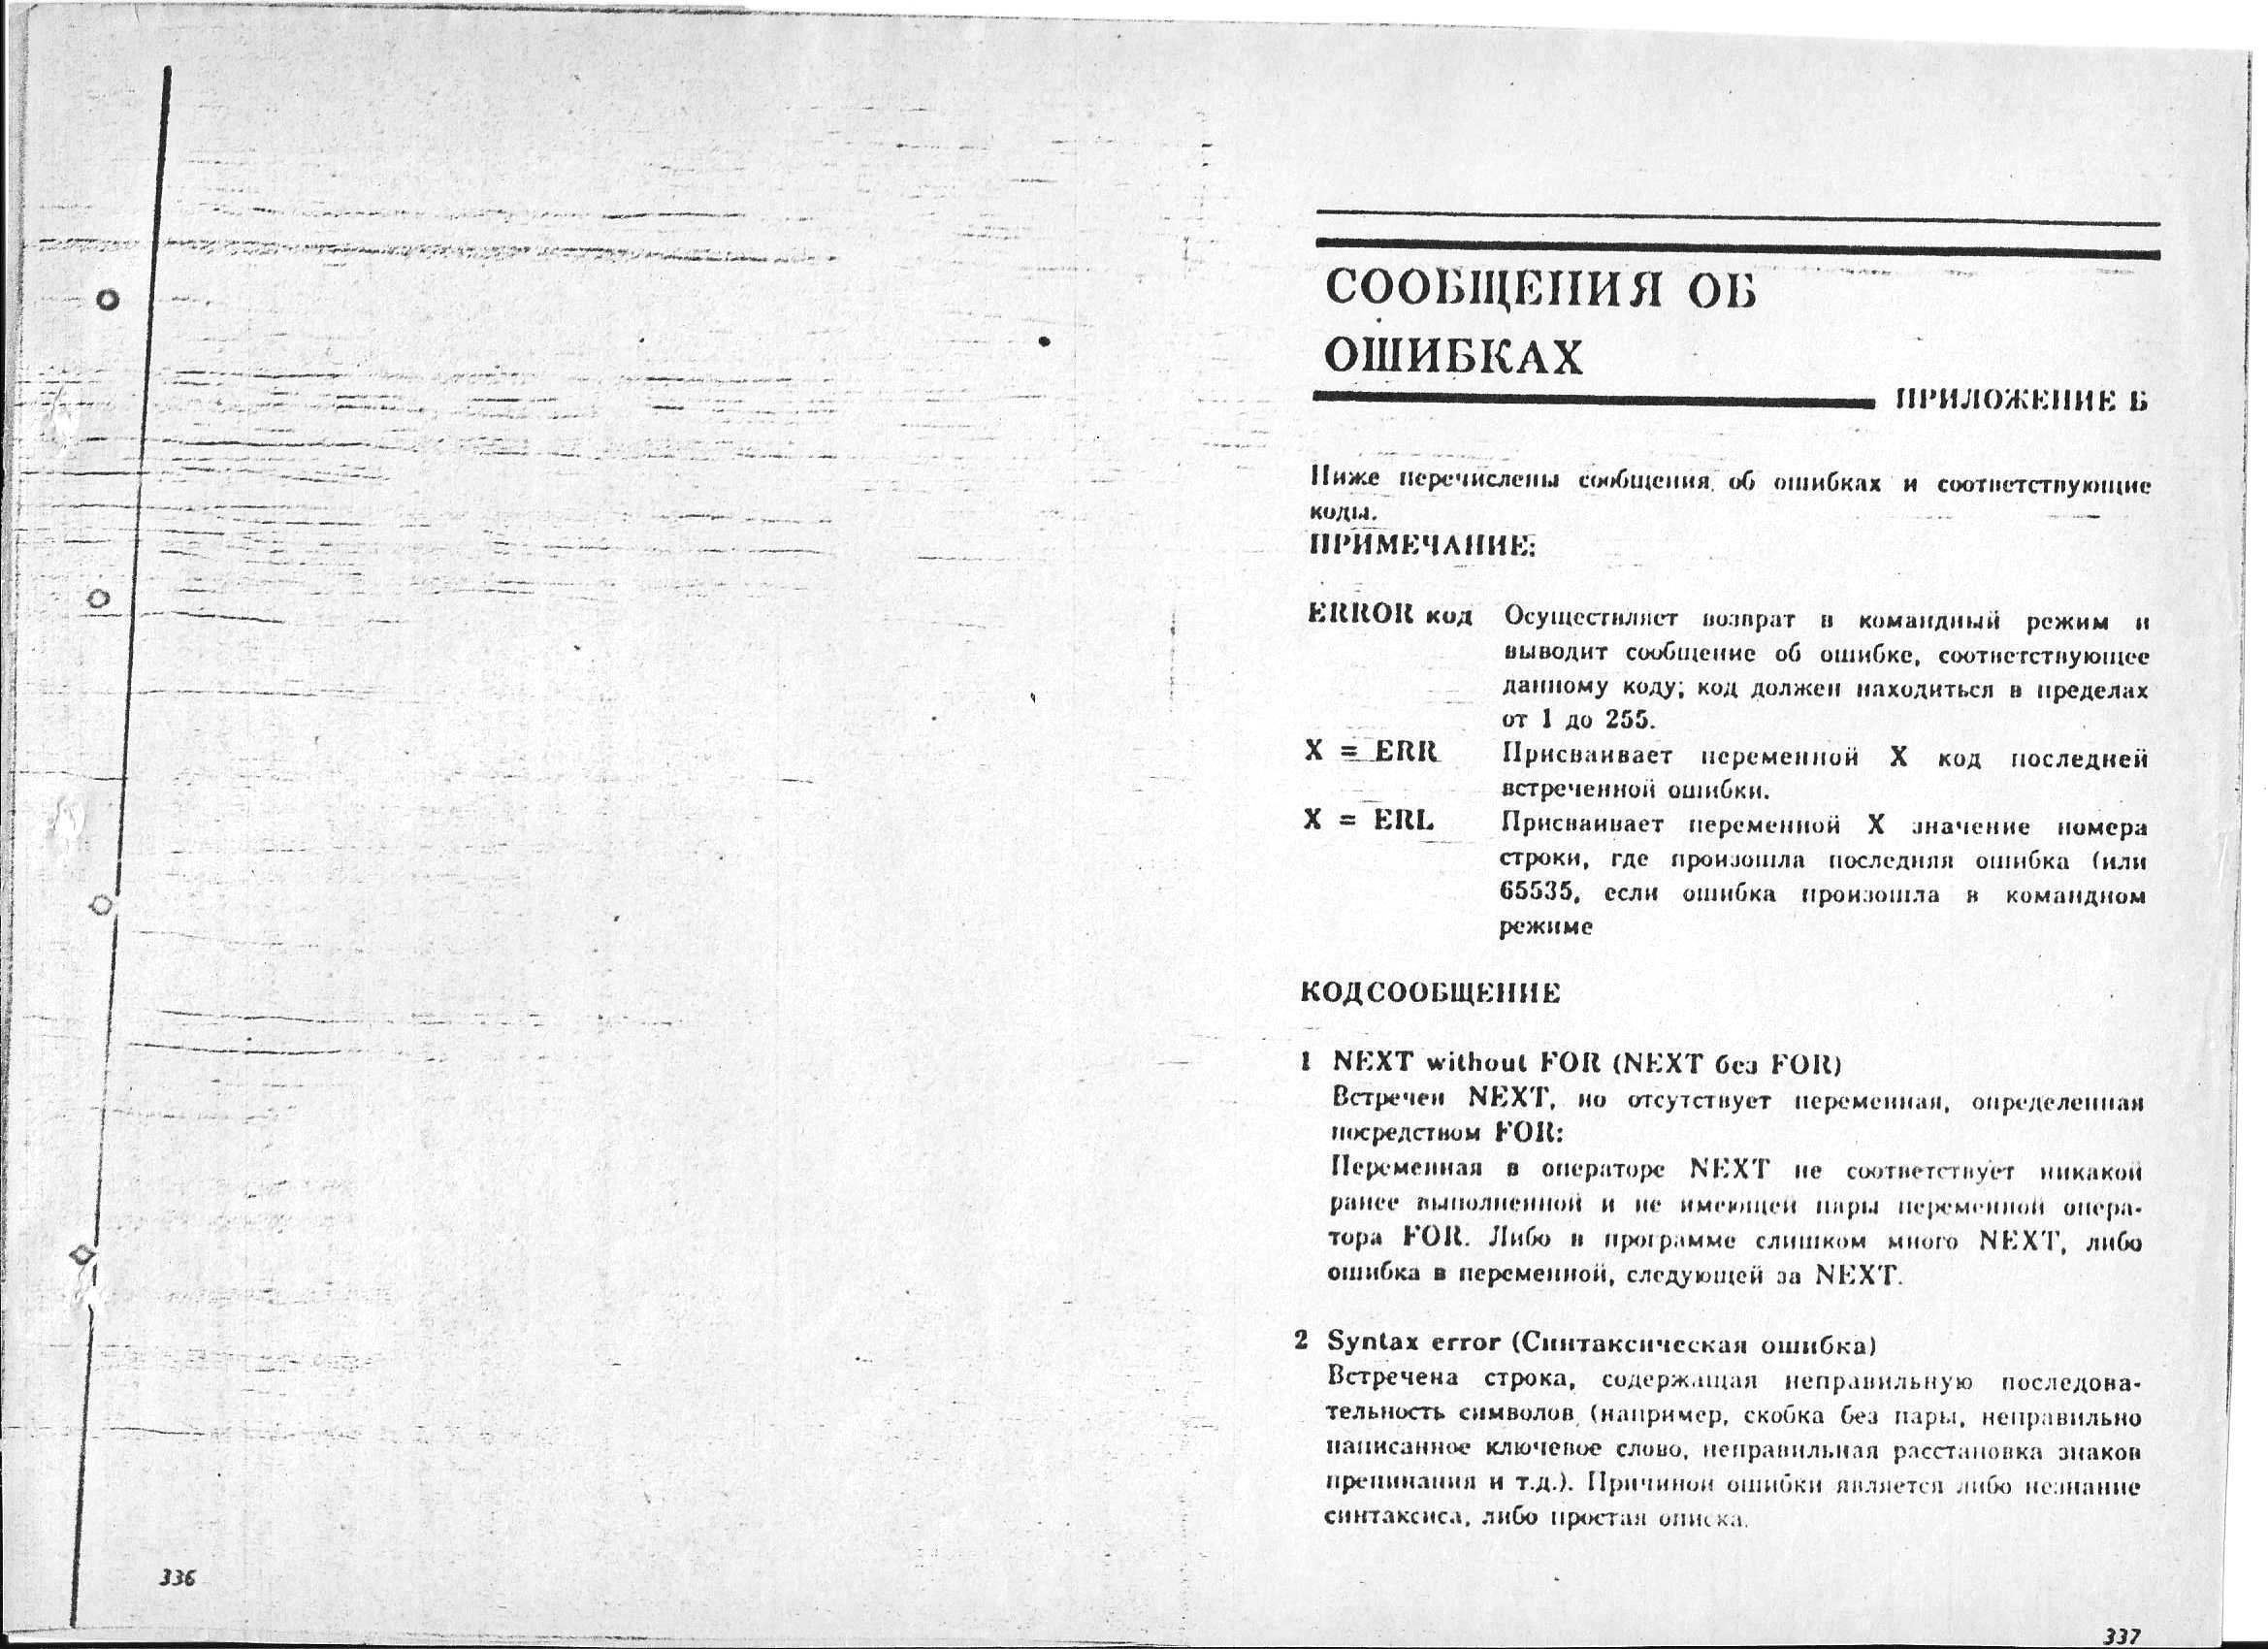 СООБЩЕНИЯ ОБ
ОШИБКАХ
ПРИЛОЖЕНИЕ Б
Ниже перечислены сообщения об ошибках и соответствующие
коды.
ПРИМЕЧАНИЕ:
ERROR код Осуществляет возврат в командный режим и
выводит сообщение об ошибке, соответствующее
данному коду; код должен находиться в пределах
от 1 до 255.
X = ERR Присваивает переменной X код последней
встреченной ошибки.
X = ERL Присваивает переменной X значение номера
строки, где произошла последняя ошибка (или
65535, если ошибка произошла в командном
режиме
КОДСООБЩЕНИЕ
1 NEXT without FOR (NEXT без FOR)
Встречен NEXT, но отсутствует переменная, определенная
посредством FOR:
Переменная в операторе NEXT не соответствует никакой
ранее выполненной и не имеющей пары переменной опера-
тора FOR. Либо в программе слишком много NEXT, либо
ошибка в переменной, следующей за NEXT.
2 Syntax error (Синтаксическая ошибка)
Встречена строка, содержащая неправильную последова-
тельность символов (например, скобка без пары, неправильно
написанное ключевое слово, неправильная расстановка знаков
препинания и т.д.). Причиной ошибки является либо незнание
синтаксиса, либо простая описка.
336
337